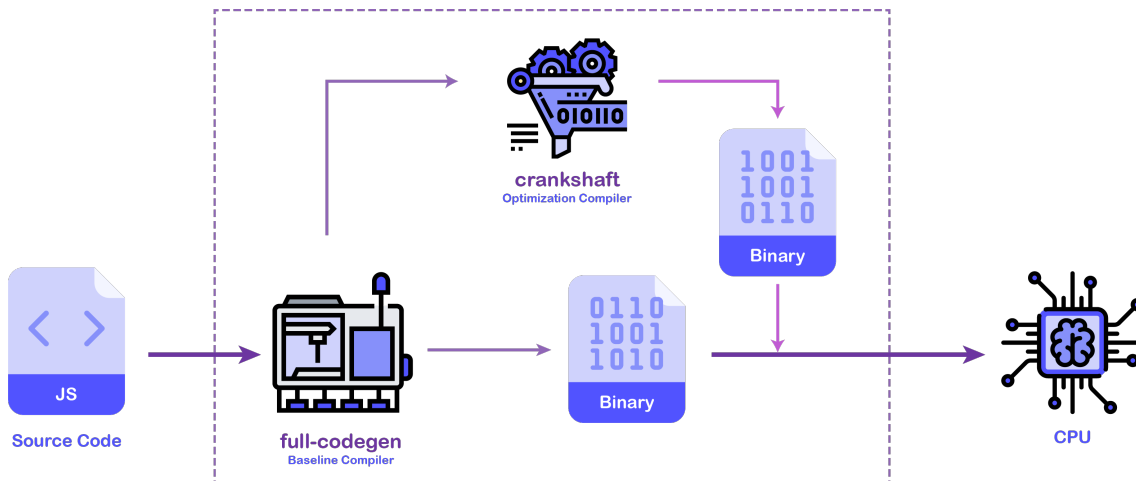 010110
crankshaft
Optimization Compiler
1001
1001
0110
Binary
JS
Source Code
full-codegen
Baseline Compiler
0110
1001
1010
Binary
CPU